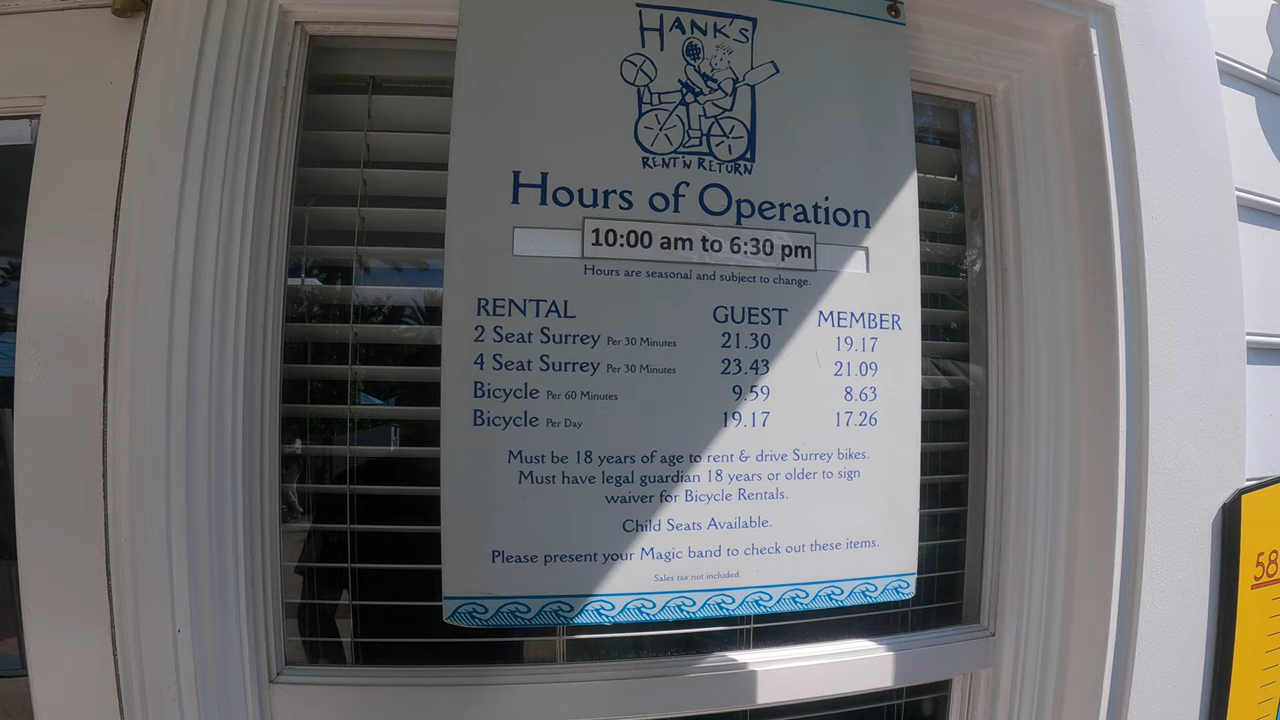 HANK'S
RENT'N RETURN
Hours of Operation
10:00 am to 6:30 pm
Hours are seasonal and subject to change.
RENTAL GUEST MEMBER
2 Seat Surrey Per 30 Minutes 21.30 19.17
4 Seat Surrey Per 30 Minutes 23.43 21.09
Bicycle Per 60 Minutes 9.59 8.63
Bicycle Per Day 19.17 17.26
Must be 18 years of age to rent & drive Surrey bikes.
Must have legal guardian 18 years or older to sign
waiver for Bicycle Rentals.
Child Seats Available.
Please present your Magic band to check out these items.
Sales tax not included.
58